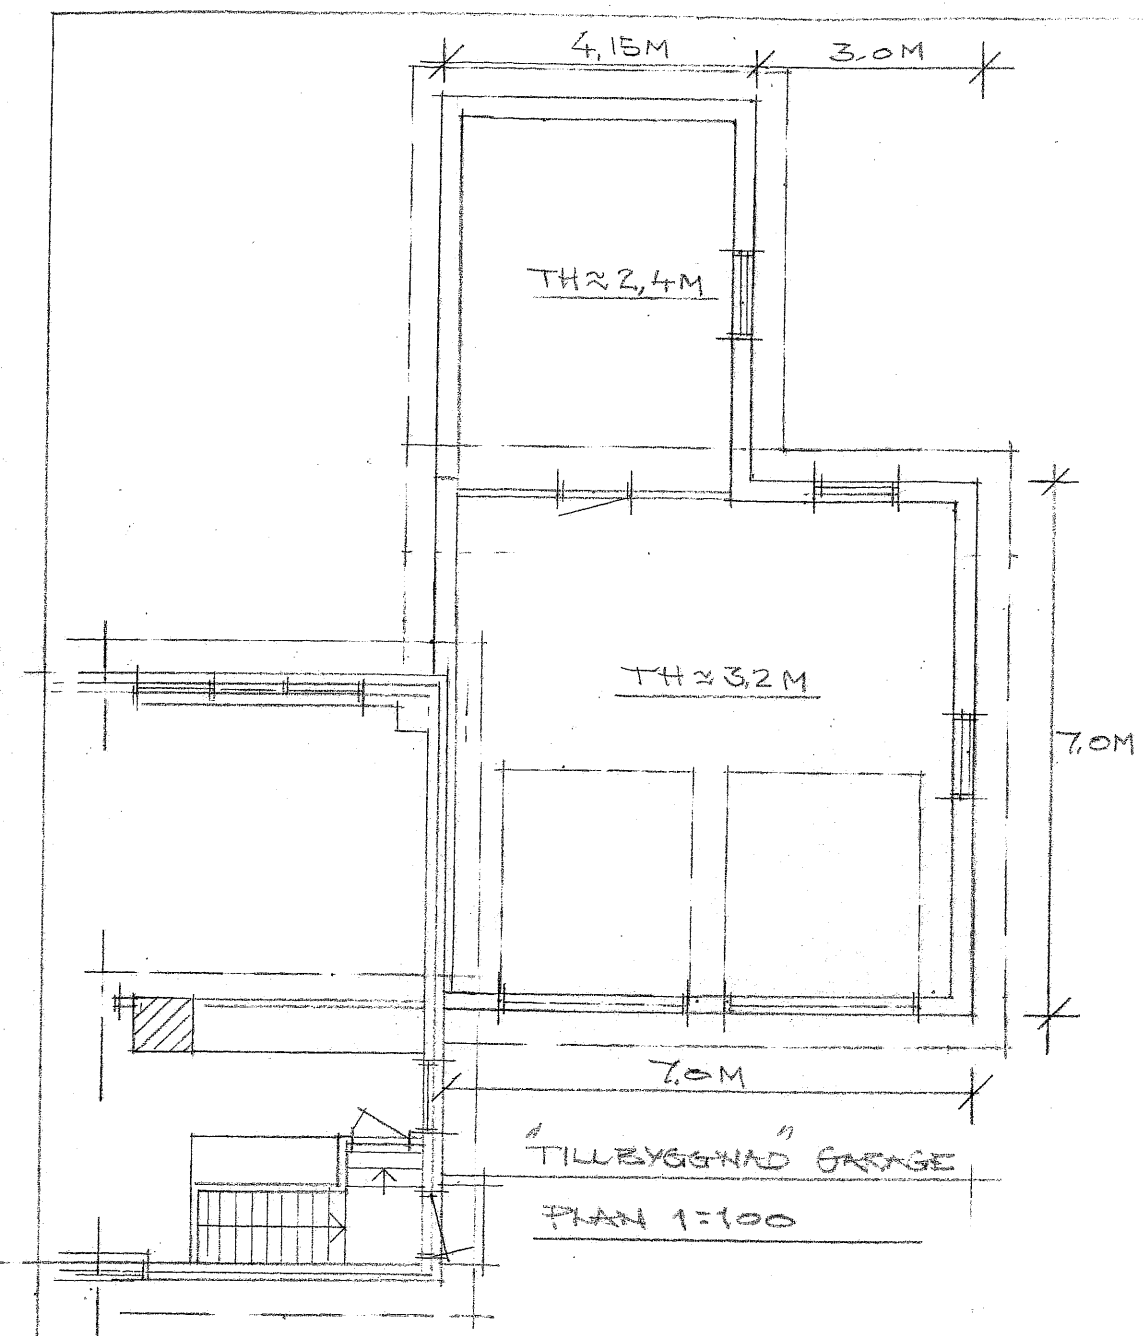 4,15M
3,0M
TH≈2,4M
TH≈3,2M
7,0M
7,0M
"TILLBYGGNAD" GARAGE
PLAN 1=100